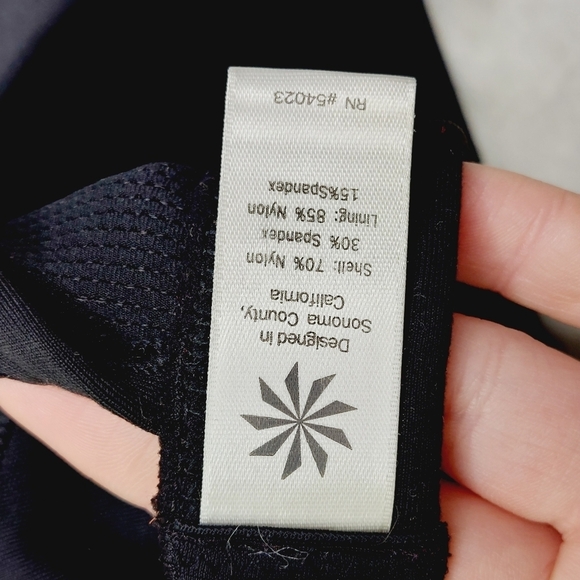 Designed in
Sonoma County,
California
Shell: 70% Nylon
30% Spandex
Lining: 85% Nylon
15%Spandex
RN #54023